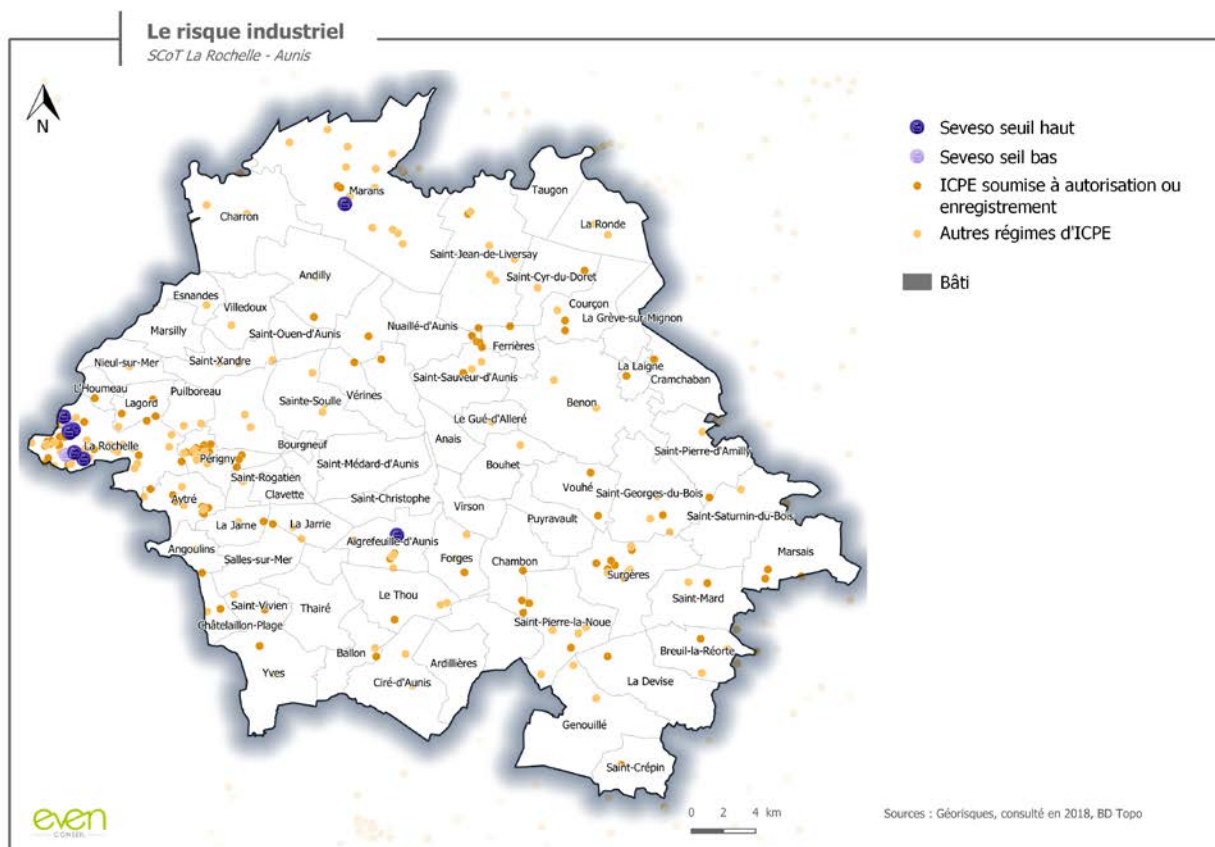 Le risque industriel
SCoT La Rochelle - Aunis
N
Seveso seuil haut
Seveso seil bas
ICPE soumise à autorisation ou
enregistrement
Autres régimes d'ICPE
Bâti
Marans
Taugon
Charron
La Ronde
Saint-Jean-de-Liversay
Andilly
Saint-Cyr-du-Doret
Esnandes
Villedoux
Courçon
La Grève-sur-Mignon
Marsilly
Saint-Ouen-d'Aunis
Nuaillé-d'Aunis
Ferrières
Nieul-sur-Mer
Saint-Xandre
La Laigne
Cramchaban
L'Houmeau
Puilboreau
Saint-Sauveur-d'Aunis
Lagord
Sainte-Soulle
Vérines
Benon
Le Gué-d'Alleré
La Rochelle
Bourgneuf
Anais
Saint-Pierre-d'Amilly
Périgny
Saint-Médard-d'Aunis
Bouhet
Saint-Rogatien
Clavette
Vouhé
Aytré
Saint-Christophe
Saint-Georges-du-Bois
Virson
Puyravault
Saint-Saturnin-du-Bois
La Jarne
La Jarrie
Aigrefeuille-d'Aunis
Angoulins
Salles-sur-Mer
Forges
Chambon
Marsais
Surgères
Le Thou
Saint-Mard
Saint-Vivien
Thairé
Châtelaillon-Plage
Saint-Pierre-la-Noue
Ballon
Ardillières
Breuil-la-Réorte
Yves
Ciré-d'Aunis
La Devise
Genouillé
Saint-Crépin
even
CONSEIL
0 2 4 km
Sources : Géorisques, consulté en 2018, BD Topo